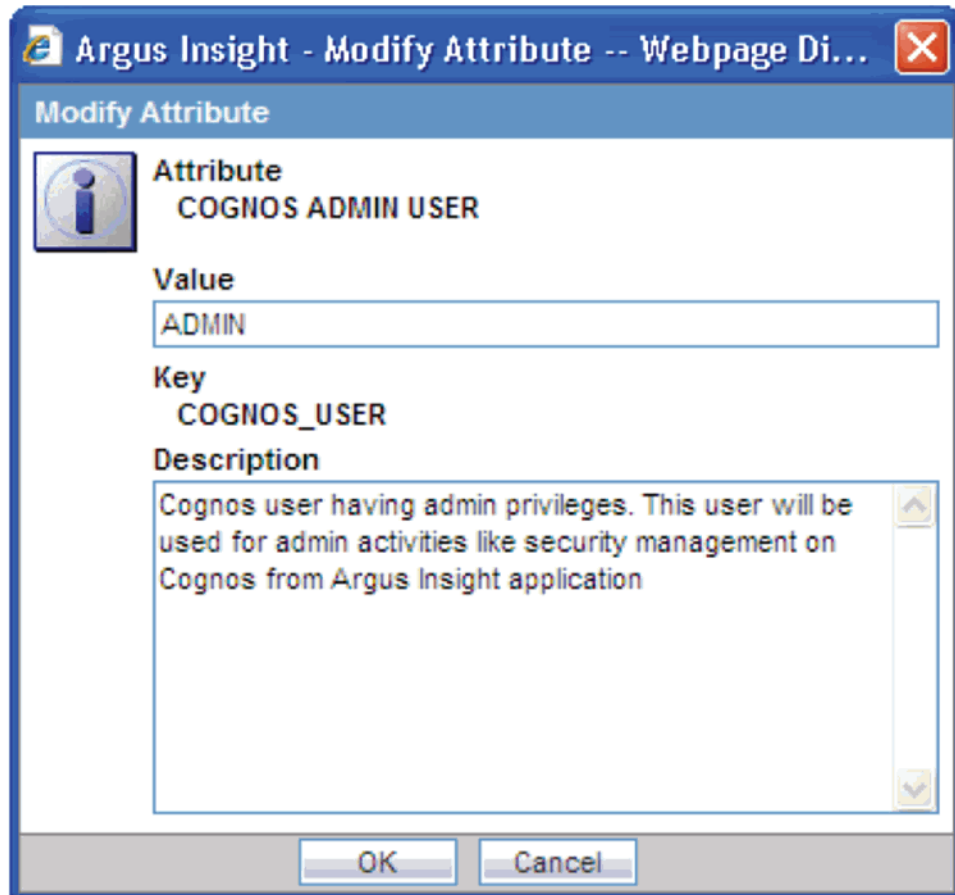 Argus Insight - Modify Attribute -- Webpage Di...
Modify Attribute
Attribute
COGNOS ADMIN USER
Value
ADMIN
Key
COGNOS_USER
Description
Cognos user having admin privileges. This user will be
used for admin activities like security management on
Cognos from Argus Insight application
OK
Cancel